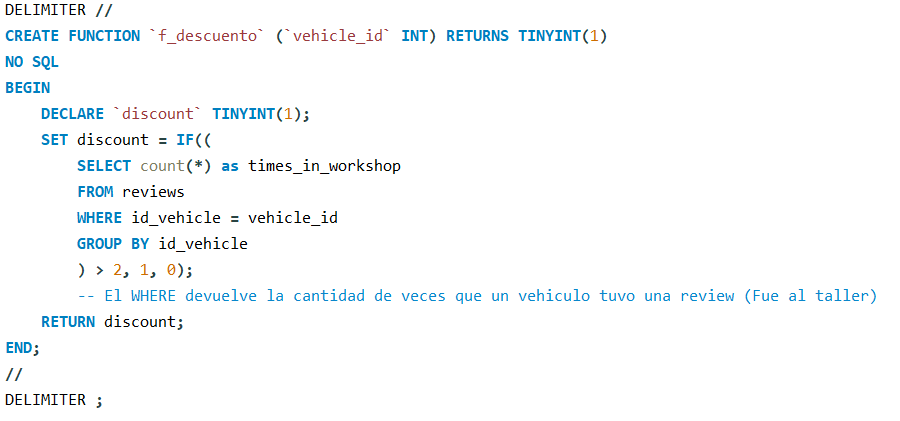 DELIMITER //
CREATE FUNCTION `f_descuento` (`vehicle_id` INT) RETURNS TINYINT(1)
NO SQL
BEGIN
    DECLARE `discount` TINYINT(1);
    SET discount = IF((
        SELECT count(*) as times_in_workshop
        FROM reviews
        WHERE id_vehicle = vehicle_id
        GROUP BY id_vehicle
        ) > 2, 1, 0);
        -- El WHERE devuelve la cantidad de veces que un vehiculo tuvo una review (Fue al taller)
    RETURN discount;
END;
//
DELIMITER ;